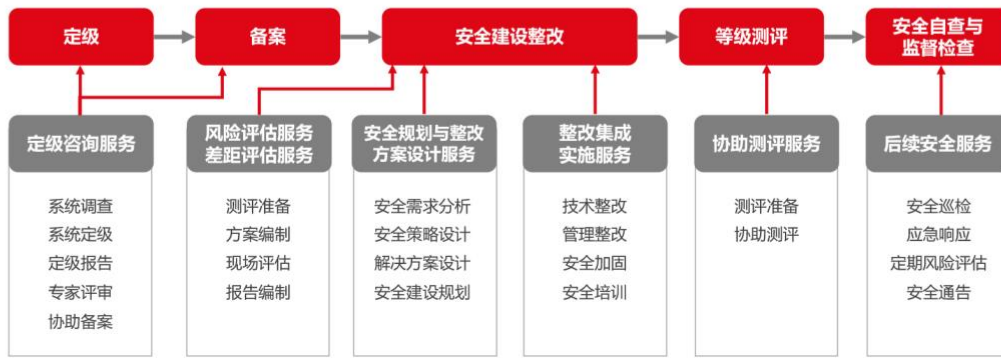 定级
备案
安全建设整改
等级测评
安全自查与
监督检查
定级咨询服务
系统调查
系统定级
定级报告
专家评审
协助备案
风险评估服务
差距评估服务
测评准备
方案编制
现场评估
报告编制
安全规划与整改
方案设计服务
安全需求分析
安全策略设计
解决方案设计
安全建设规划
整改集成
实施服务
技术整改
管理整改
安全加固
安全培训
协助测评服务
测评准备
协助测评
后续安全服务
安全巡检
应急响应
定期风险评估
安全通告